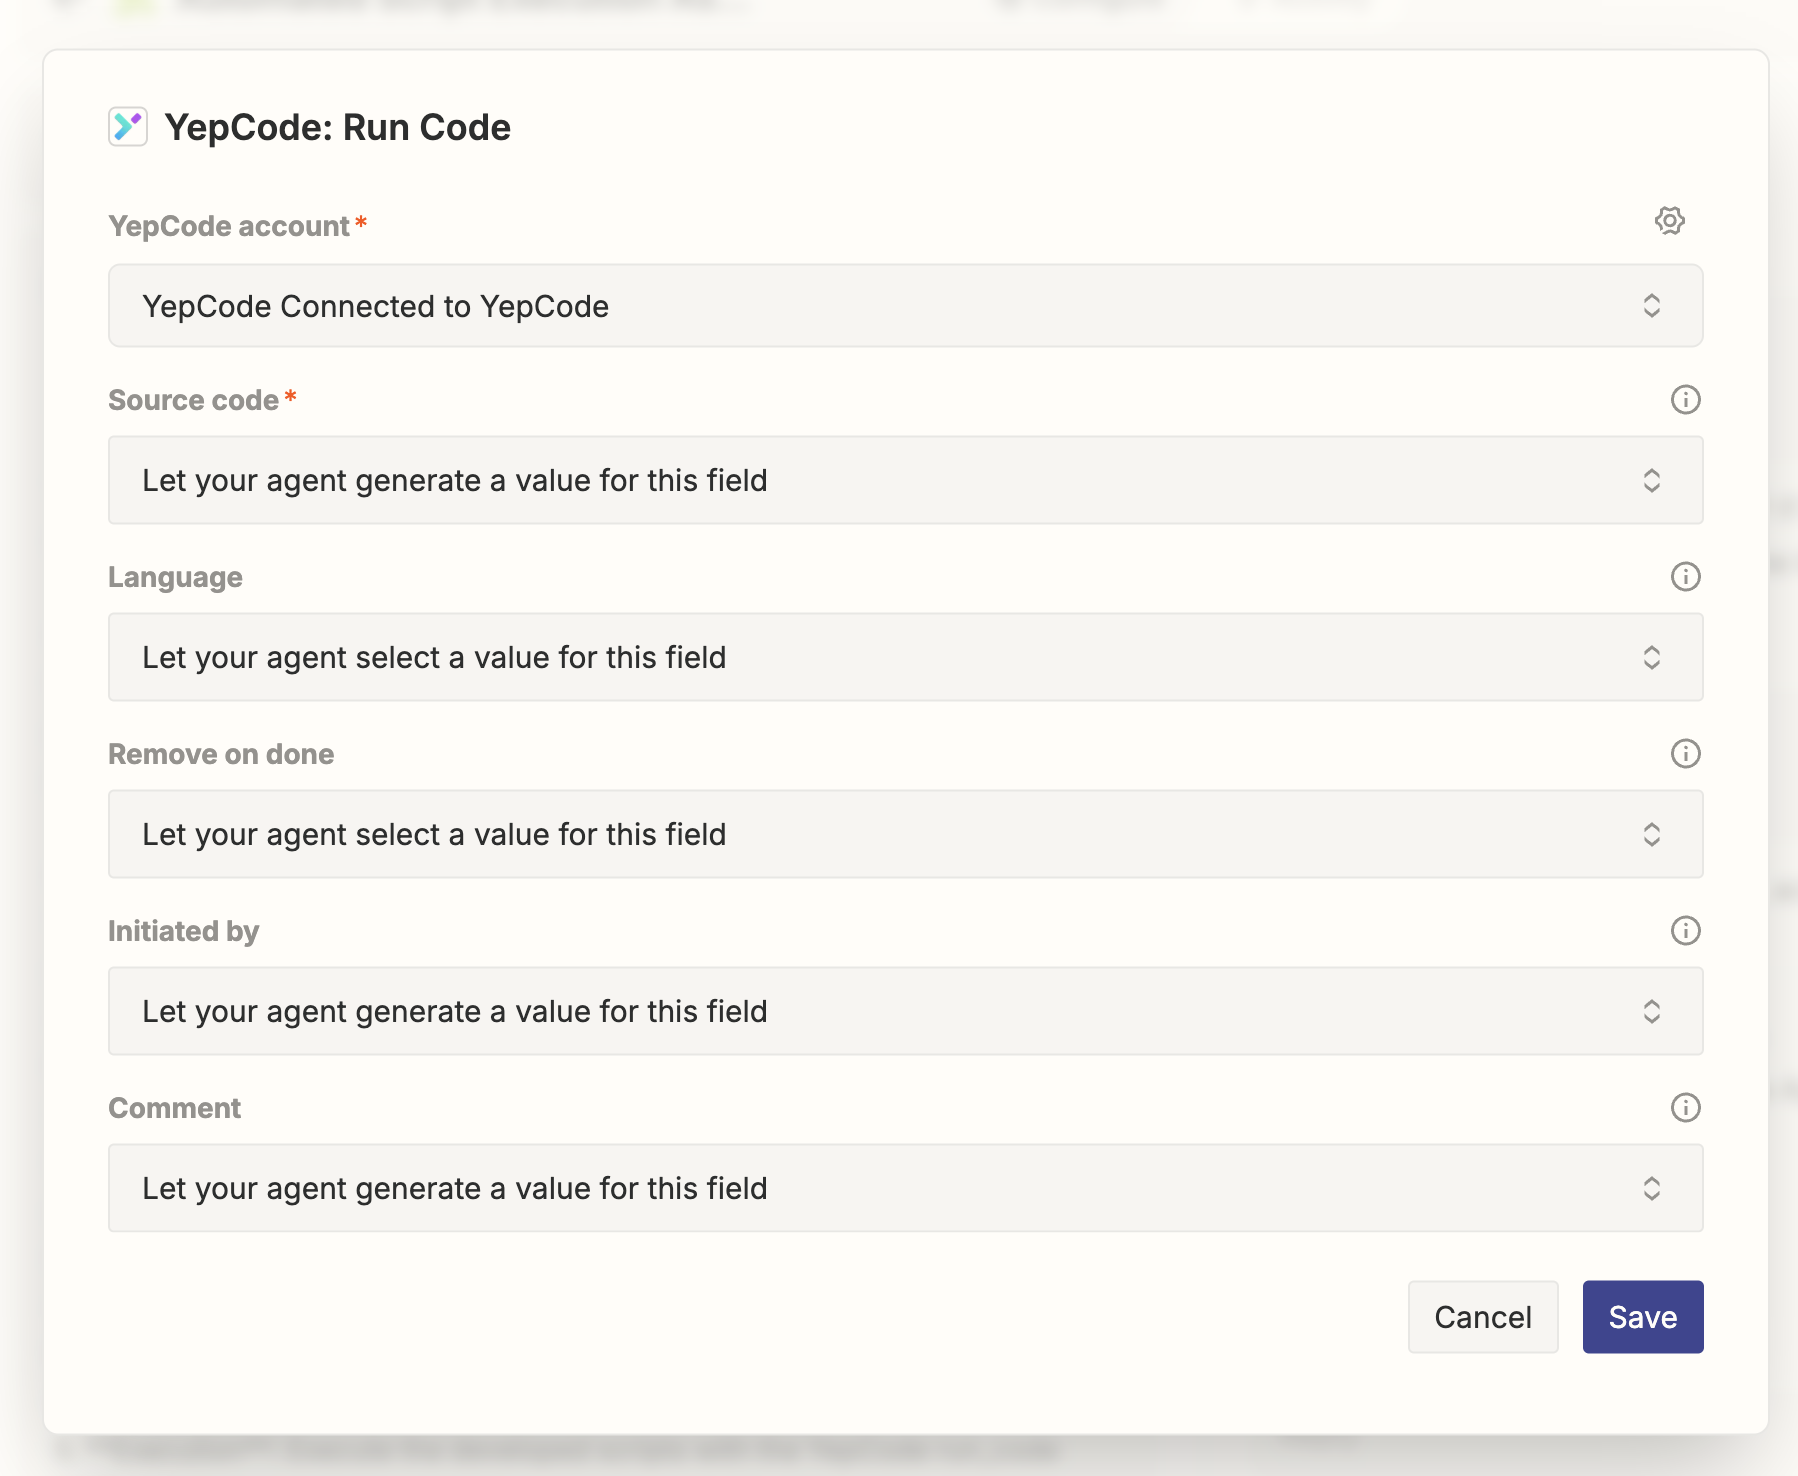 YepCode: Run Code
YepCode account*
YepCode Connected to YepCode
Source code*
Let your agent generate a value for this field
Language
Let your agent select a value for this field
Remove on done
Let your agent select a value for this field
Initiated by
Let your agent generate a value for this field
Comment
Let your agent generate a value for this field
Cancel
Save